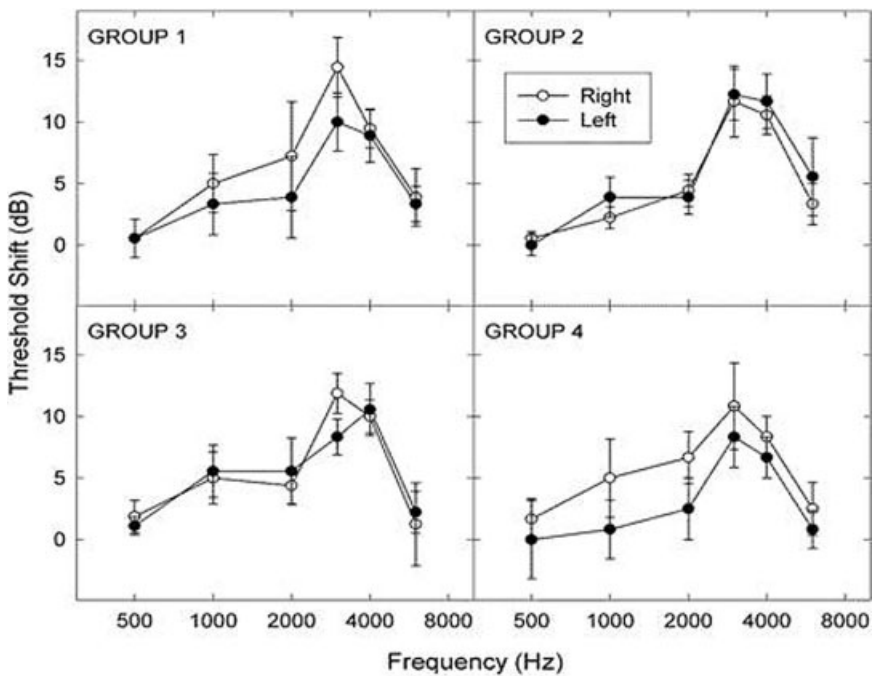 GROUP 1
GROUP 2
15
10
5
0
Right
Left
GROUP 3
GROUP 4
15
10
5
0
Threshold Shift (dB)
500 1000 2000 4000 8000 500 1000 2000 4000 8000
Frequency (Hz)